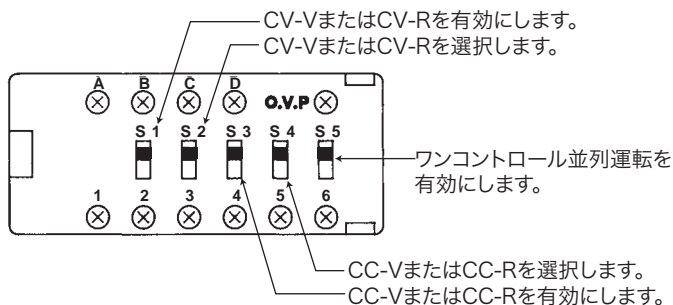 CV-VまたはCV-Rを有効にします。
CV-VまたはCV-Rを選択します。
A B C D O.V.P
S 1 S 2 S 3 S 4 S 5
ワンコントロール並列運転を
有効にします。
1 2 3 4 5 6
CC-VまたはCC-Rを選択します。
CC-VまたはCC-Rを有効にします。